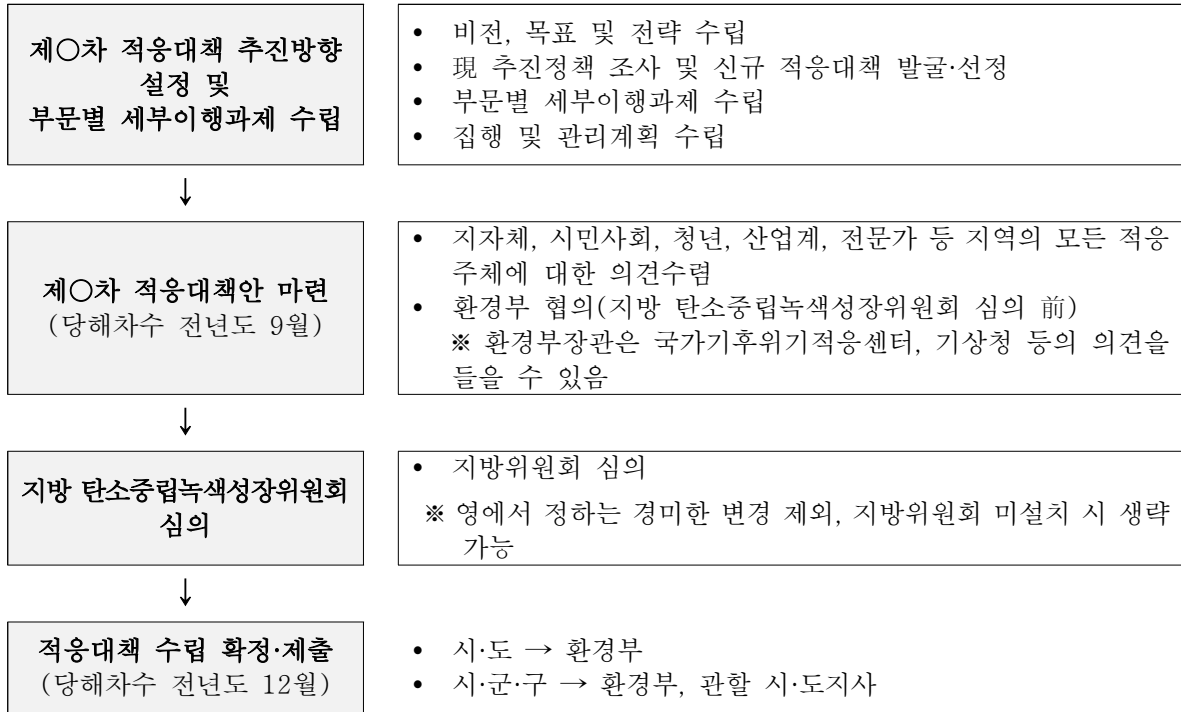 제○차 적응대책 추진방향
설정 및
부문별 세부이행과제 수립
• 비전, 목표 및 전략 수립
• 現 추진정책 조사 및 신규 적응대책 발굴·선정
• 부문별 세부이행과제 수립
• 집행 및 관리계획 수립
↓
제○차 적응대책안 마련
(당해차수 전년도 9월)
• 지자체, 시민사회, 청년, 산업계, 전문가 등 지역의 모든 적응
주체에 대한 의견수렴
• 환경부 협의(지방 탄소중립녹색성장위원회 심의 前)
※ 환경부장관은 국가기후위기적응센터, 기상청 등의 의견을
들을 수 있음
↓
지방 탄소중립녹색성장위원회
심의
• 지방위원회 심의
※ 영에서 정하는 경미한 변경 제외, 지방위원회 미설치 시 생략
가능
↓
적응대책 수립 확정·제출
(당해차수 전년도 12월)
• 시·도 → 환경부
• 시·군·구 → 환경부, 관할 시·도지사